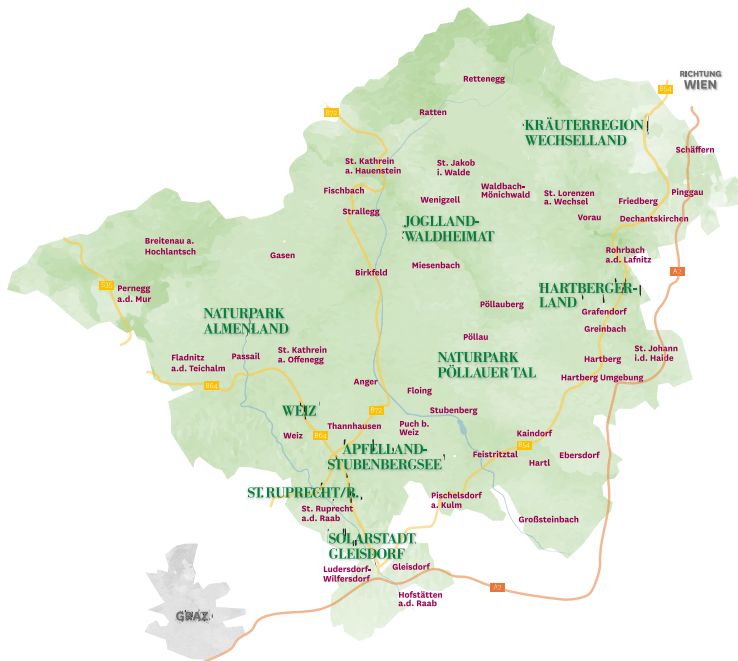 Rettenegg
RICHTUNG
WIEN
B54
B72
Ratten
KRÄUTERREGION
WECHSELLAND
Schäffern
St. Kathrein
a. Hauenstein
St. Jakob
i. Walde
Fischbach
Waldbach-
Mönichwald
St. Lorenzen
a. Wechsel
Pinggau
Wenigzell
Friedberg
Strallegg
Vorau
Dechantskirchen
JOGLLAND-
WALDHEIMAT
Breitenau a.
Hochlantsch
Gasen
Rohrbach
a.d. Lafnitz
Miesenbach
Birkfeld
A2
Pernegg
a.d. Mur
HARTBERGER-
LAND
Pöllauberg
Grafendorf
NATURPARK
ALMENLAND
Greinbach
Pöllau
Fladnitz
a.d. Teichalm
Passail
St. Kathrein
a. Offenegg
NATURPARK
PÖLLAUER TAL
Hartberg
St. Johann
i.d. Haide
Hartberg Umgebung
B64
Anger
Floing
WEIZ
B72
Stubenberg
Thannhausen
Puch b.
Weiz
Weiz
B64
Kaindorf
B54
APFELLAND-
STUBENBERGSEE
Feistritztal
Hartl
Ebersdorf
ST. RUPRECHT/R.
Pischelsdorf
a. Kulm
St. Ruprecht
a.d. Raab
Großsteinbach
SOLARSTADT
GLEISDORF
Ludersdorf-
Wilfersdorf
Gleisdorf
A2
Hofstätten
a.d. Raab
GRAZ